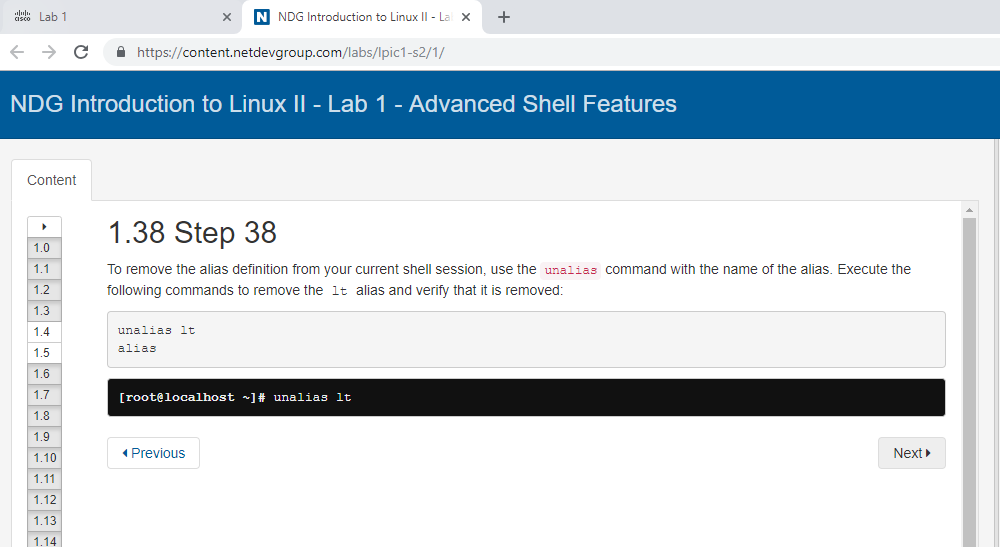 cisco Lab 1
N NDG Introduction to Linux II - La
https://content.netdevgroup.com/labs/lpic1-s2/1/
NDG Introduction to Linux II - Lab 1 - Advanced Shell Features
Content
1.0
1.1
1.2
1.3
1.4
1.5
1.6
1.7
1.8
1.9
1.10
1.11
1.12
1.13
1.14
1.38 Step 38
To remove the alias definition from your current shell session, use the unalias command with the name of the alias. Execute the
following commands to remove the lt alias and verify that it is removed:
unalias lt
alias
[root@localhost ~]# unalias lt
Previous
Next